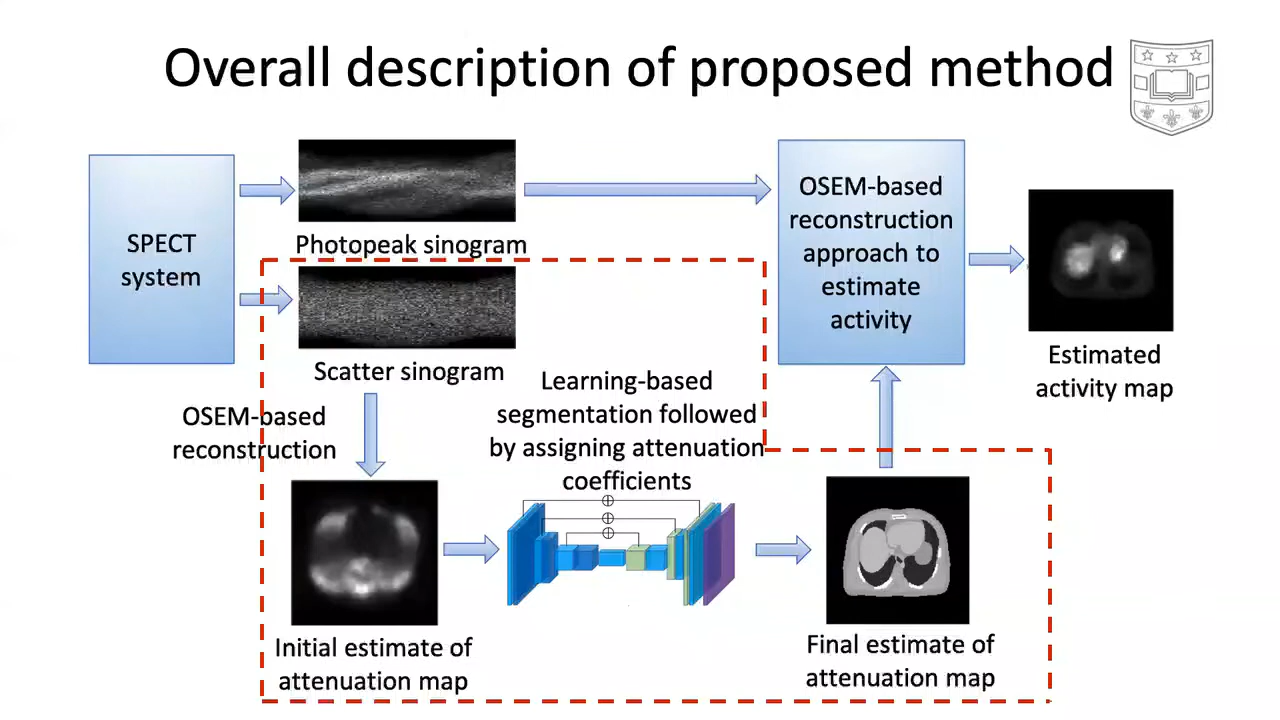 Overall description of proposed method
SPECT
system
Photopeak sinogram
Scatter sinogram
OSEM-based
reconstruction
approach to
estimate
activity
Estimated
activity map
OSEM-based
reconstruction
Learning-based
segmentation followed
by assigning attenuation
coefficients
Initial estimate of
attenuation map
Final estimate of
attenuation map